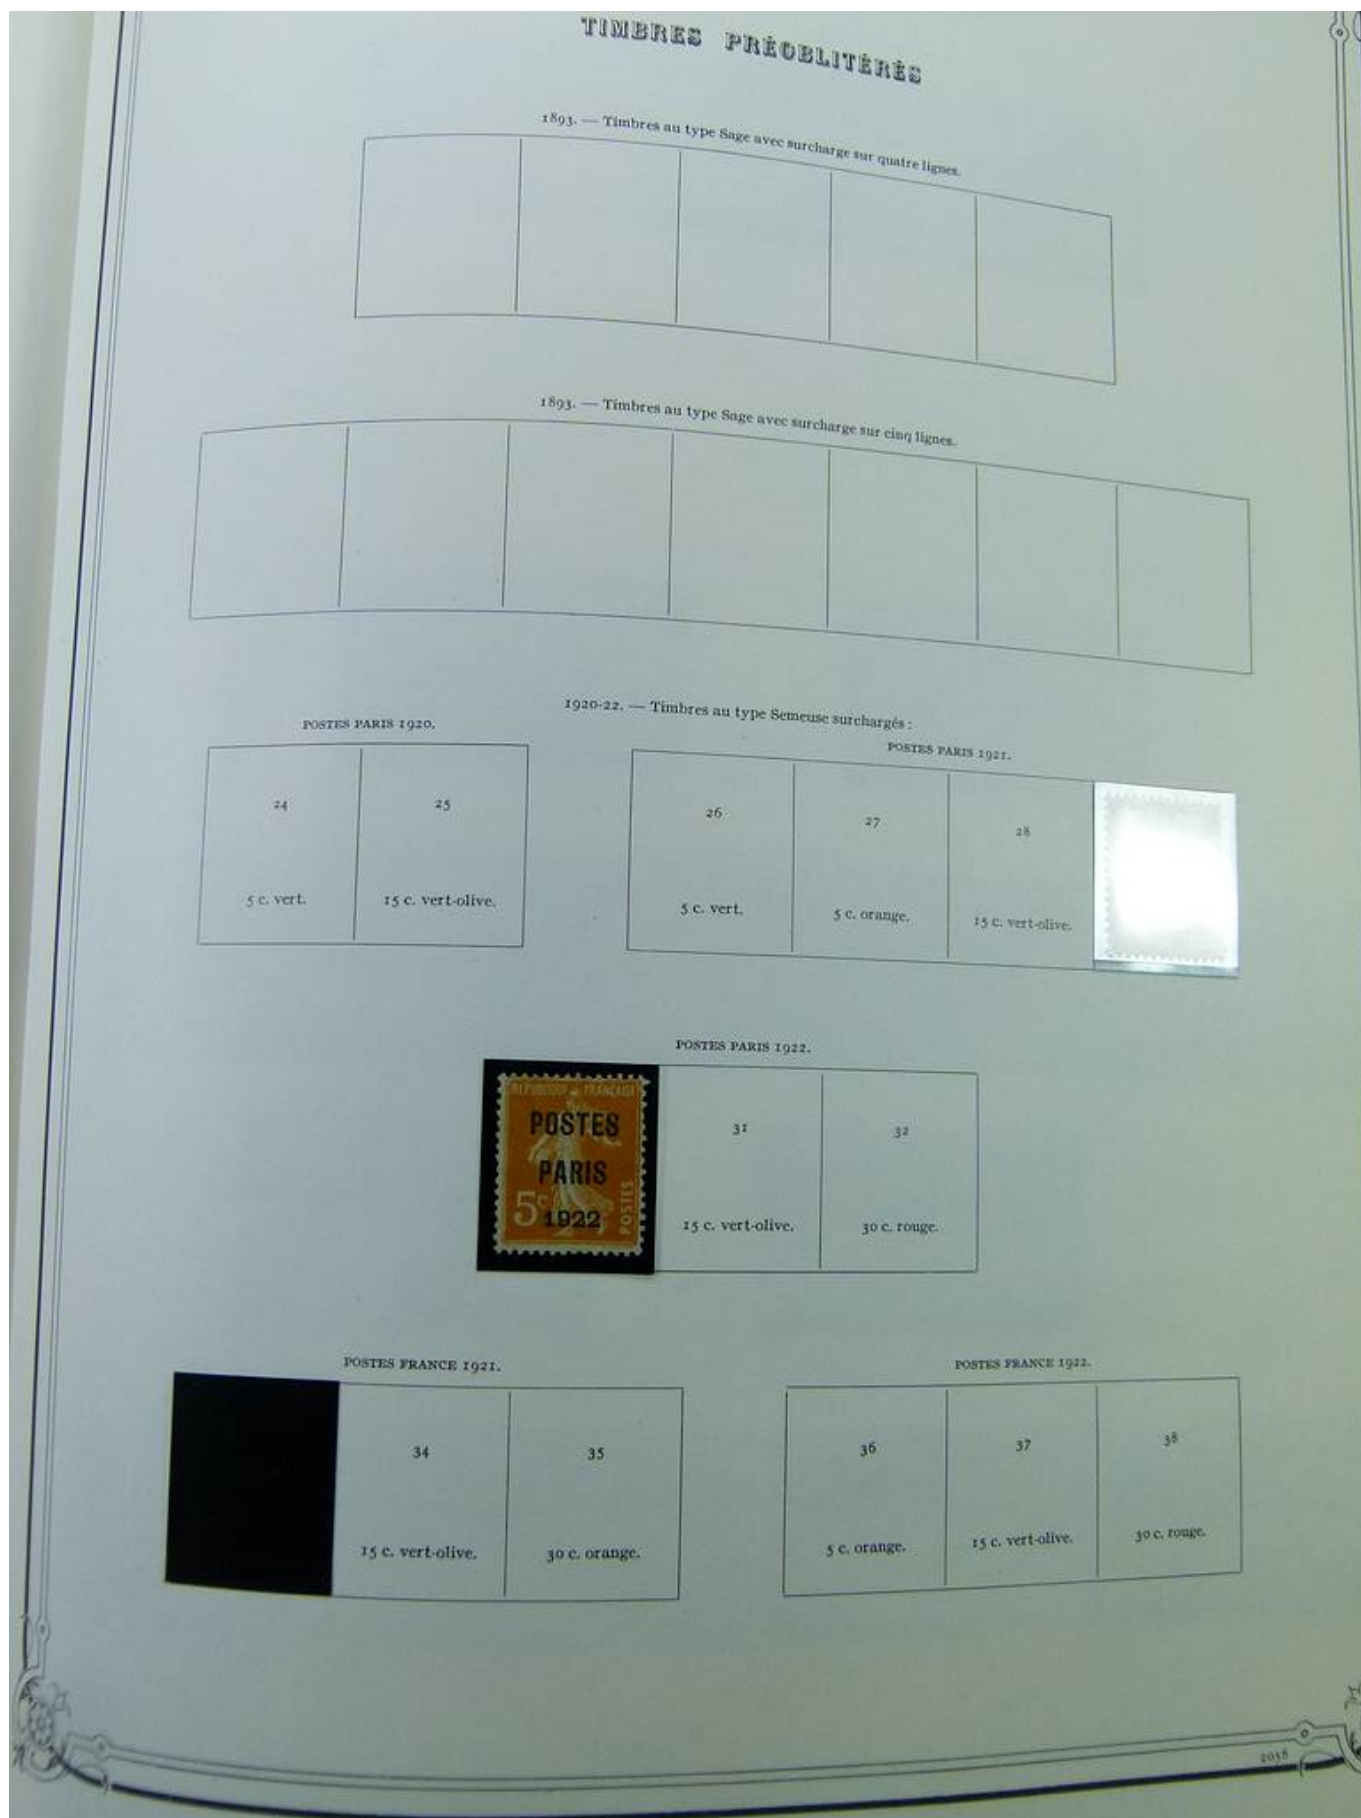 TIMBRES PRÉOBLITÉRÉS
1893. — Timbres au type Sage avec surcharge sur quatre lignes.
1893. — Timbres au type Sage avec surcharge sur cinq lignes.
1920-22. — Timbres au type Semeuse surchargés :
POSTES PARIS 1920.
24
25
5 c. vert.
15 c. vert-olive.
POSTES PARIS 1921.
26
27
28
5 c. vert.
5 c. orange.
15 c. vert-olive.
POSTES PARIS 1922.
REPUBLIQUE FRANÇAISE
POSTES
PARIS
1922
5c
POSTES
31
32
15 c. vert-olive.
30 c. rouge.
POSTES FRANCE 1921.
34
35
15 c. vert-olive.
30 c. orange.
POSTES FRANCE 1922.
36
37
38
5 c. orange.
15 c. vert-olive.
30 c. rouge.
2038